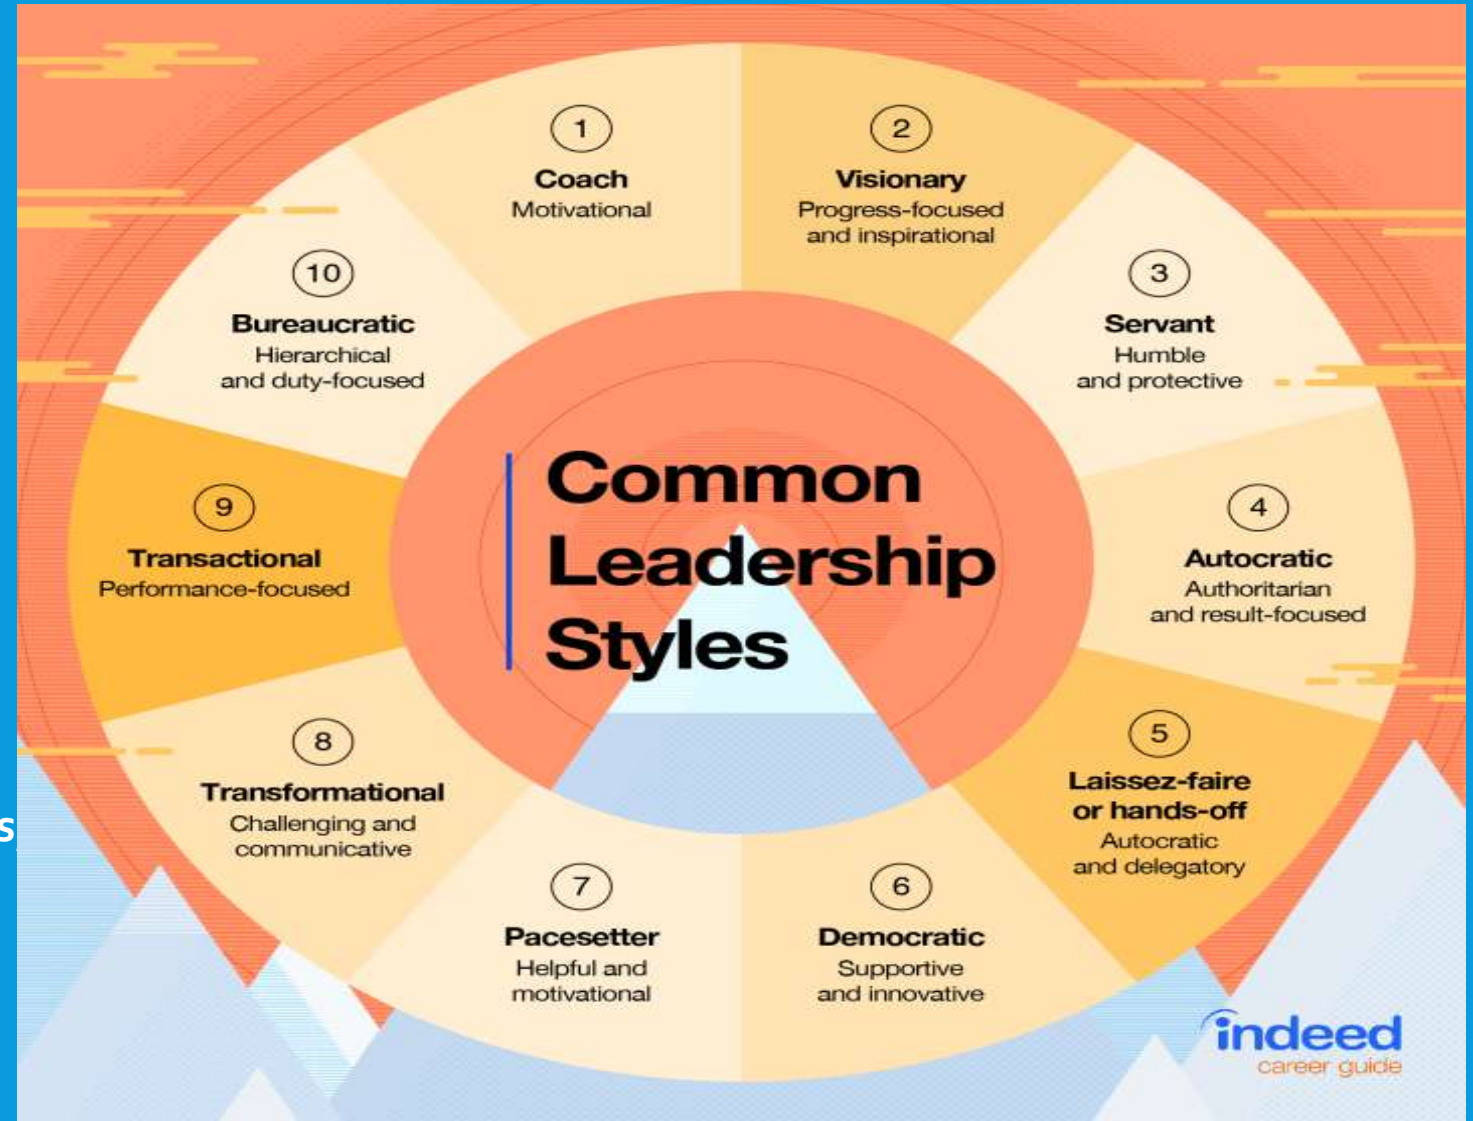 Common
Leadership
Styles
1
Coach
Motivational
2
Visionary
Progress-focused
and inspirational
3
Servant
Humble
and protective
4
Autocratic
Authoritarian
and result-focused
5
Laissez-faire
or hands-off
Autocratic
and delegatory
6
Democratic
Supportive
and innovative
7
Pacesetter
Helpful and
motivational
8
Transformational
Challenging and
communicative
9
Transactional
Performance-focused
10
Bureaucratic
Hierarchical
and duty-focused
s
indeed
career guide